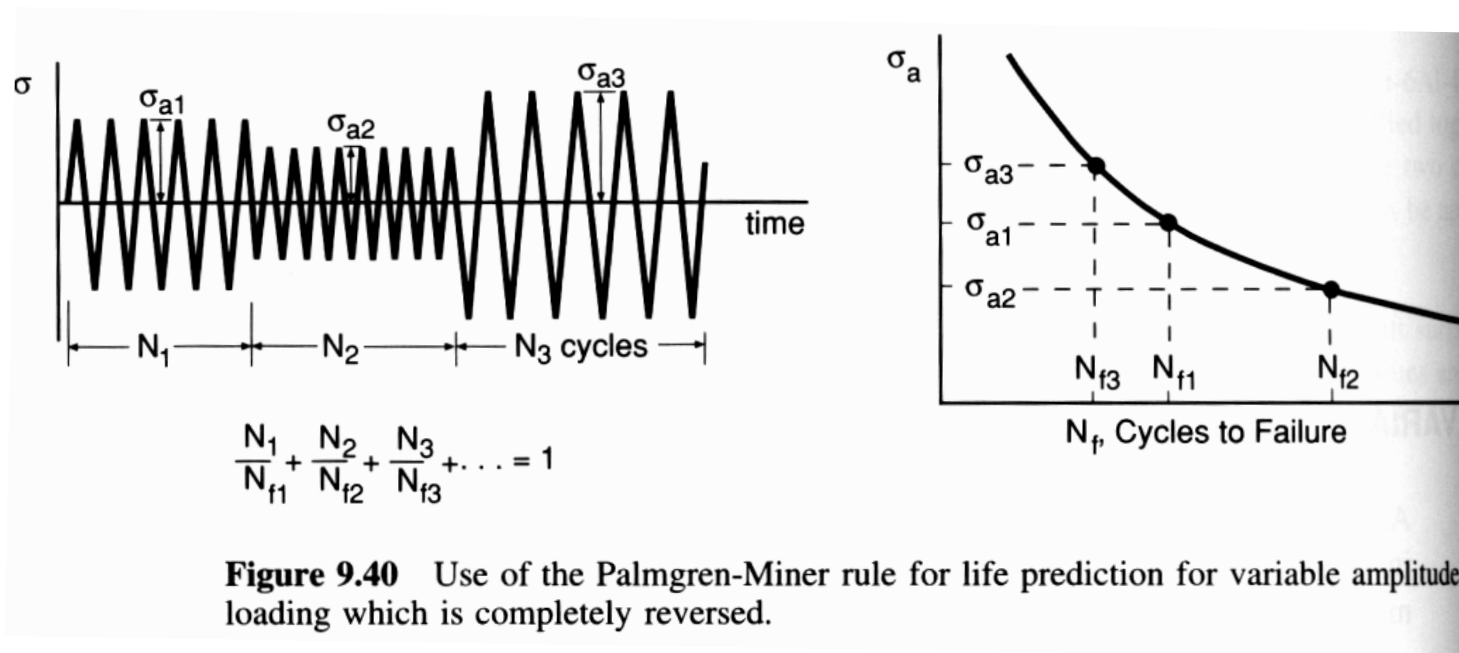 σ
σa1
σa2
σa3
time
N1
N2
N3 cycles
N1/Nf1 + N2/Nf2 + N3/Nf3 + . . . = 1
σa
σa3
σa1
σa2
Nf3
Nf1
Nf2
Nf, Cycles to Failure
VARIA
Figure 9.40 Use of the Palmgren-Miner rule for life prediction for variable amplitude
loading which is completely reversed.